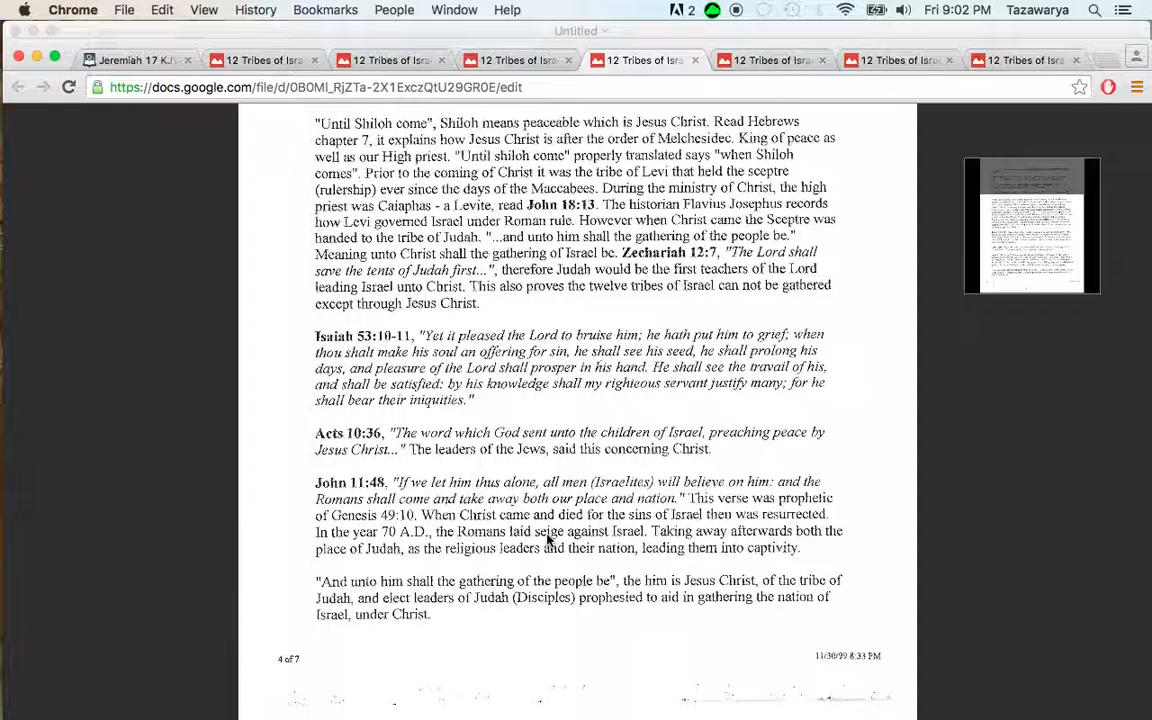 Chrome File Edit View History Bookmarks People Window Help 2 Fri 9:02 PM Tazawarya
Untitled
Jeremiah 17 KJV 12 Tribes of Isra 12 Tribes of Isra 12 Tribes of Isra 12 Tribes of Isra 12 Tribes of Isra 12 Tribes of Isra 12 Tribes of Isra
https://docs.google.com/file/d/0B0Ml_RjZTa-2X1ExczQtU29GR0E/edit
"Until Shiloh come", Shiloh means peaceable which is Jesus Christ. Read Hebrews
chapter 7, it explains how Jesus Christ is after the order of Melchesidec. King of peace as
well as our High priest. "Until shiloh come" properly translated says "when Shiloh
comes". Prior to the coming of Christ it was the tribe of Levi that held the sceptre
(rulership) ever since the days of the Maccabees. During the ministry of Christ, the high
priest was Caiaphas - a Levite, read John 18:13. The historian Flavius Josephus records
how Levi governed Israel under Roman rule. However when Christ came the Sceptre was
handed to the tribe of Judah. "...and unto him shall the gathering of the people be."
Meaning unto Christ shall the gathering of Israel be. Zechariah 12:7, "The Lord shall
save the tents of Judah first...", therefore Judah would be the first teachers of the Lord
leading Israel unto Christ. This also proves the twelve tribes of Israel can not be gathered
except through Jesus Christ.
Isaiah 53:10-11, "Yet it pleased the Lord to bruise him; he hath put him to grief; when
thou shalt make his soul an offering for sin, he shall see his seed, he shall prolong his
days, and pleasure of the Lord shall prosper in his hand. He shall see the travail of his,
and shall be satisfied: by his knowledge shall my righteous servant justify many; for he
shall bear their iniquities."
Acts 10:36, "The word which God sent unto the children of Israel, preaching peace by
Jesus Christ..." The leaders of the Jews, said this concerning Christ.
John 11:48, "If we let him thus alone, all men (Israelites) will believe on him: and the
Romans shall come and take away both our place and nation." This verse was prophetic
of Genesis 49:10. When Christ came and died for the sins of Israel then was resurrected.
In the year 70 A.D., the Romans laid seige against Israel. Taking away afterwards both the
place of Judah, as the religious leaders and their nation, leading them into captivity.
"And unto him shall the gathering of the people be", the him is Jesus Christ, of the tribe of
Judah, and elect leaders of Judah (Disciples) prophesied to aid in gathering the nation of
Israel, under Christ.
4 of 7 11/30/99 8:33 PM